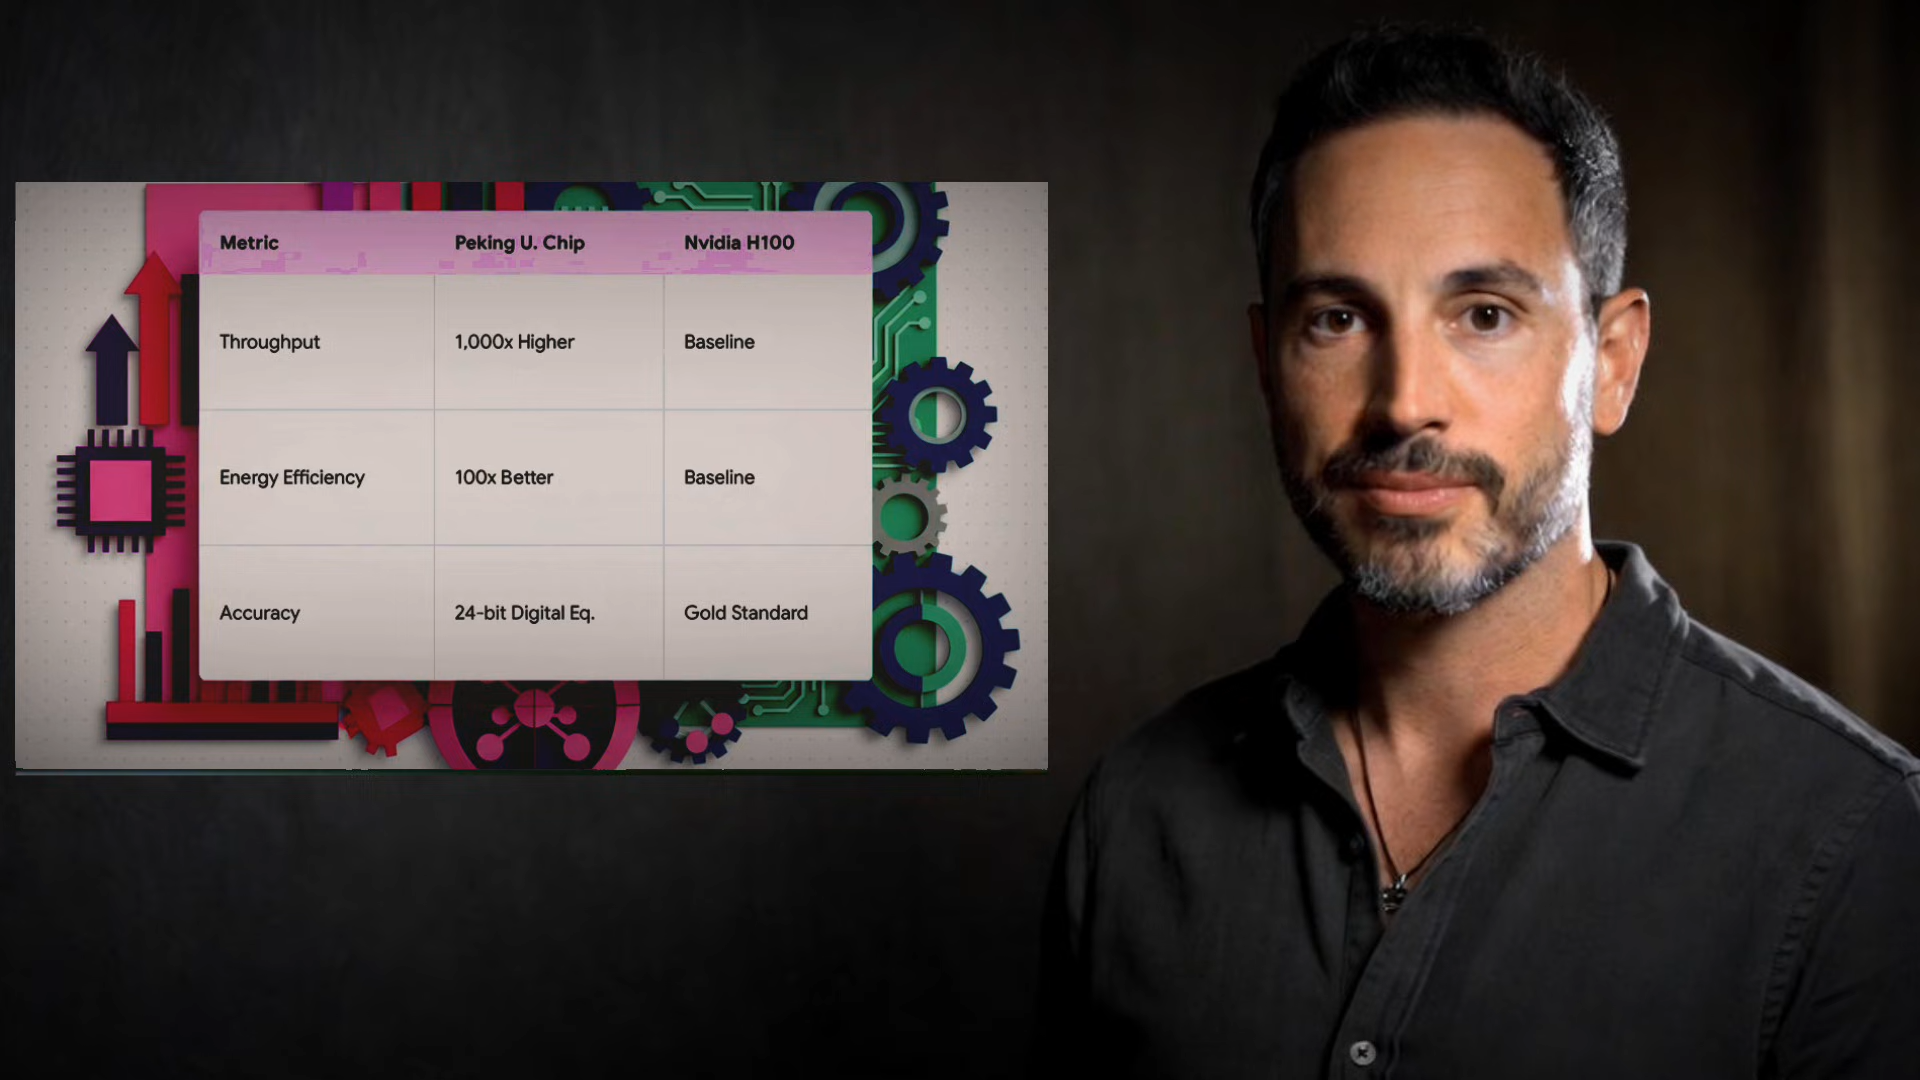 Metric Peking U. Chip Nvidia H100
Throughput 1,000x Higher Baseline
Energy Efficiency 100x Better Baseline
Accuracy 24-bit Digital Eq. Gold Standard